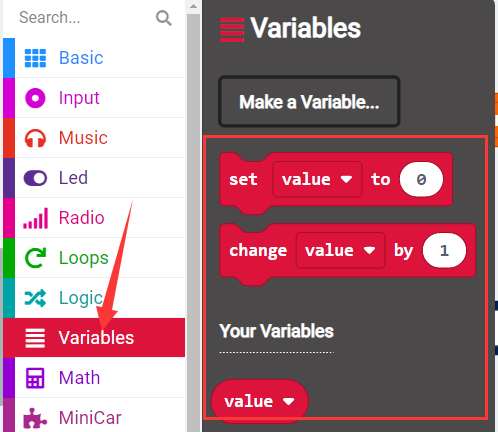 Search...
Basic
Input
Music
Led
Radio
Loops
Logic
Variables
Math
MiniCar
Variables
Make a Variable...
set value to 0
change value by 1
Your Variables
value